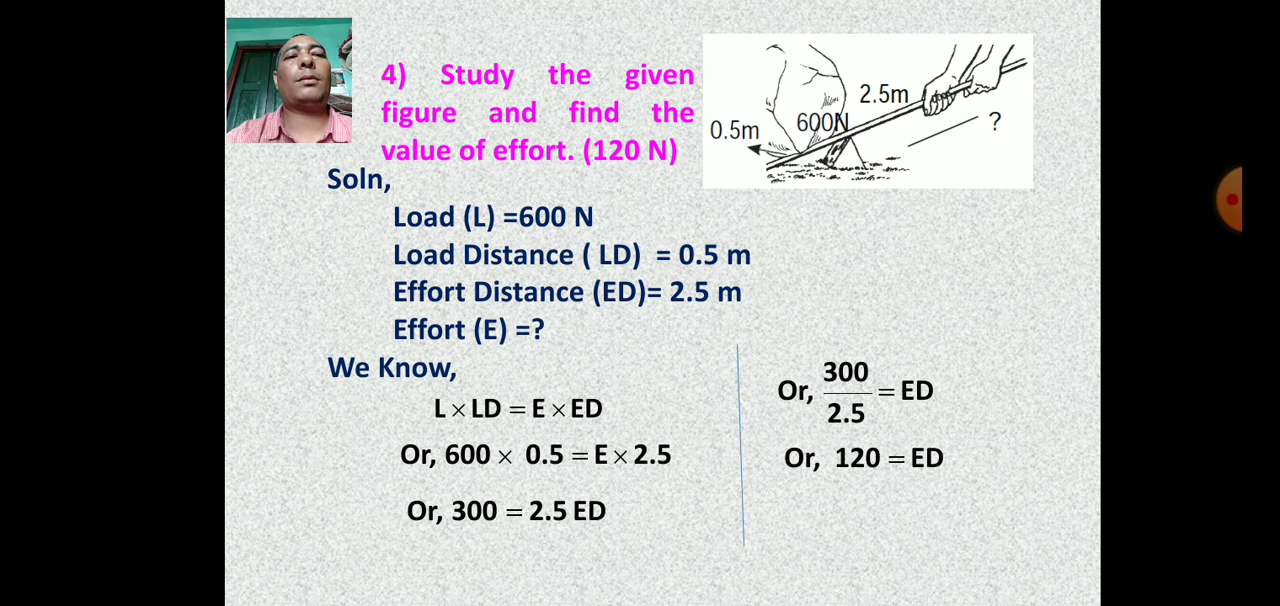 4) Study the given
figure and find the
value of effort. (120 N)
2.5m
600N
0.5m
?
Soln,
Load (L) =600 N
Load Distance ( LD) = 0.5 m
Effort Distance (ED)= 2.5 m
Effort (E) =?
We Know,
L × LD = E × ED
Or, 600 × 0.5 = E × 2.5
Or, 300 = 2.5 ED
Or, 300/2.5 = ED
Or, 120 = ED